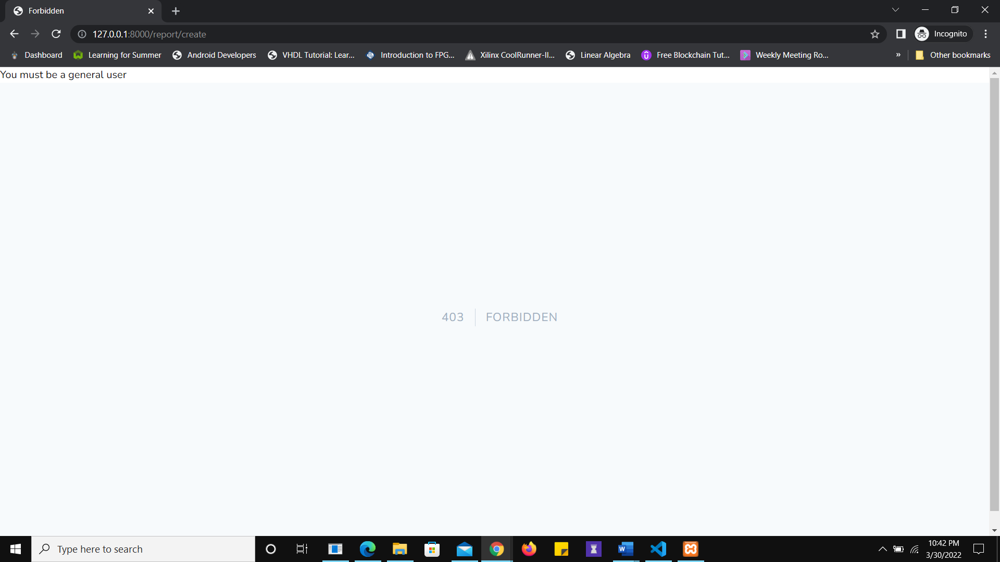 Forbidden
127.0.0.1:8000/report/create
Incognito
Dashboard
Learning for Summer
Android Developers
VHDL Tutorial: Lear...
Introduction to FPG...
Xilinx CoolRunner-II...
Linear Algebra
Free Blockchain Tut...
Weekly Meeting Ro...
»
Other bookmarks
You must be a general user
403
FORBIDDEN
Type here to search
10:42 PM
3/30/2022